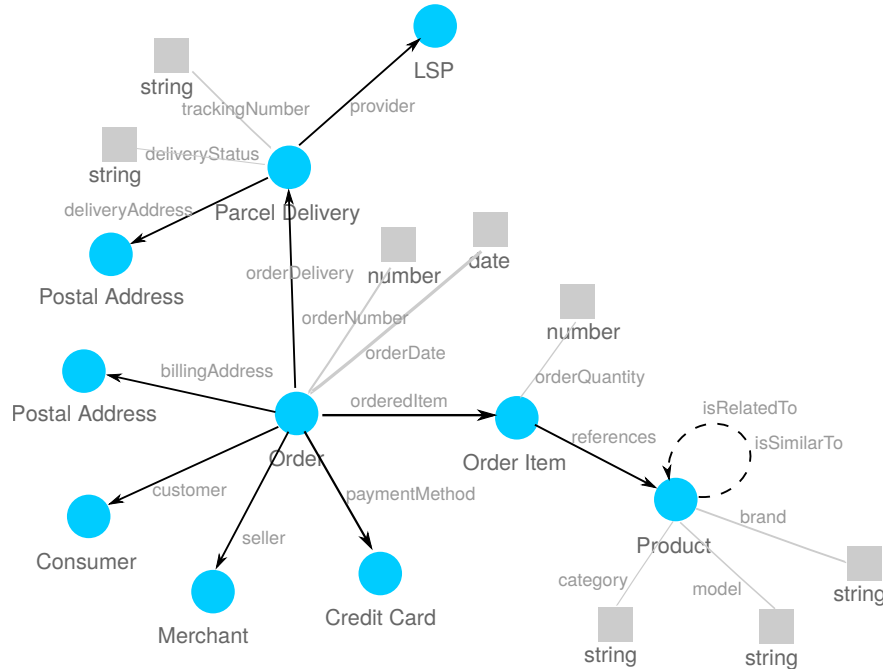 LSP
string
trackingNumber
provider
deliveryStatus
string
deliveryAddress
Parcel Delivery
Postal Address
orderDelivery
number
date
orderNumber
number
orderDate
billingAddress
orderQuantity
Postal Address
orderedItem
isRelatedTo
references
isSimilarTo
Order
Order Item
customer
paymentMethod
brand
seller
Product
Consumer
category
model
string
Credit Card
Merchant
string
string